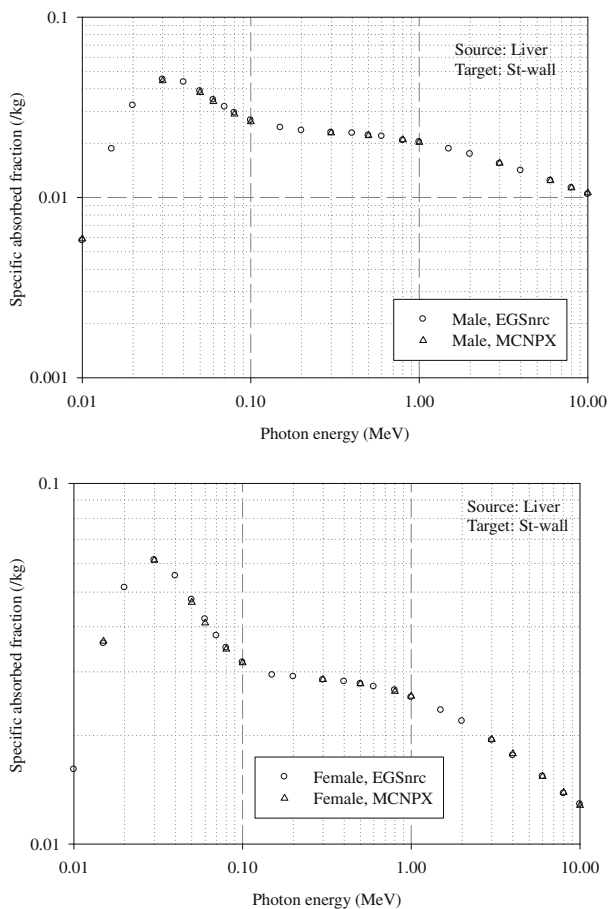 0.1
Source: Liver
Target: St-wall
Specific absorbed fraction (/kg)
0.01
Male, EGSnrc
Male, MCNPX
0.001
0.01 0.10 1.00 10.00
Photon energy (MeV)
0.1
Source: Liver
Target: St-wall
Specific absorbed fraction (/kg)
Female, EGSnrc
Female, MCNPX
0.01
0.01 0.10 1.00 10.00
Photon energy (MeV)